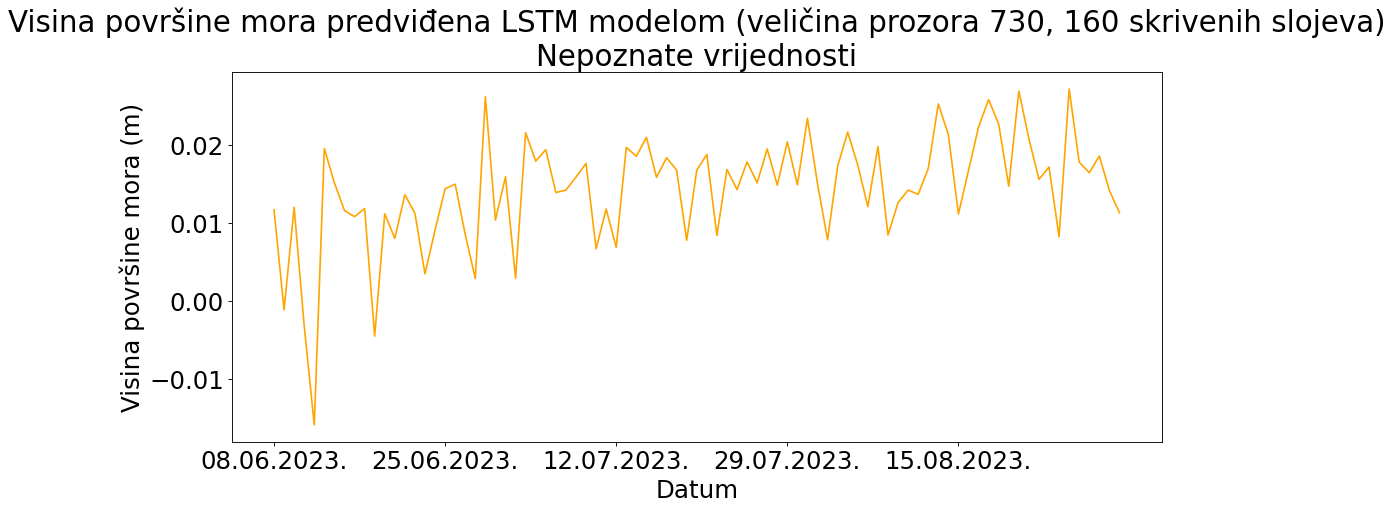 Visina površine mora predviđena LSTM modelom (veličina prozora 730, 160 skrivenih slojeva)
Nepoznate vrijednosti
Visina površine mora (m)
0.02
0.01
0.00
−0.01
08.06.2023. 25.06.2023. 12.07.2023. 29.07.2023. 15.08.2023.
Datum